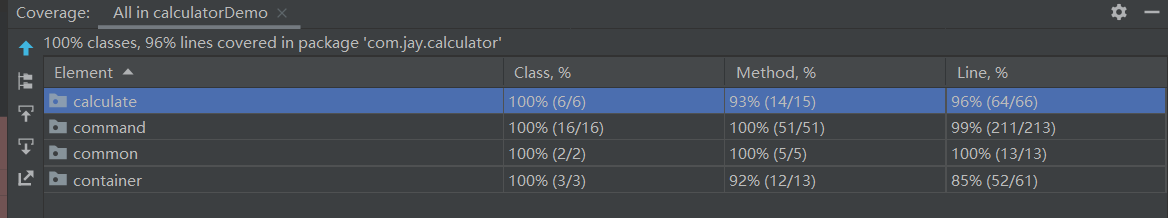 Coverage: All in calculatorDemo
100% classes, 96% lines covered in package 'com.jay.calculator'
Element Class, % Method, % Line, %
calculate 100% (6/6) 93% (14/15) 96% (64/66)
command 100% (16/16) 100% (51/51) 99% (211/213)
common 100% (2/2) 100% (5/5) 100% (13/13)
container 100% (3/3) 92% (12/13) 85% (52/61)